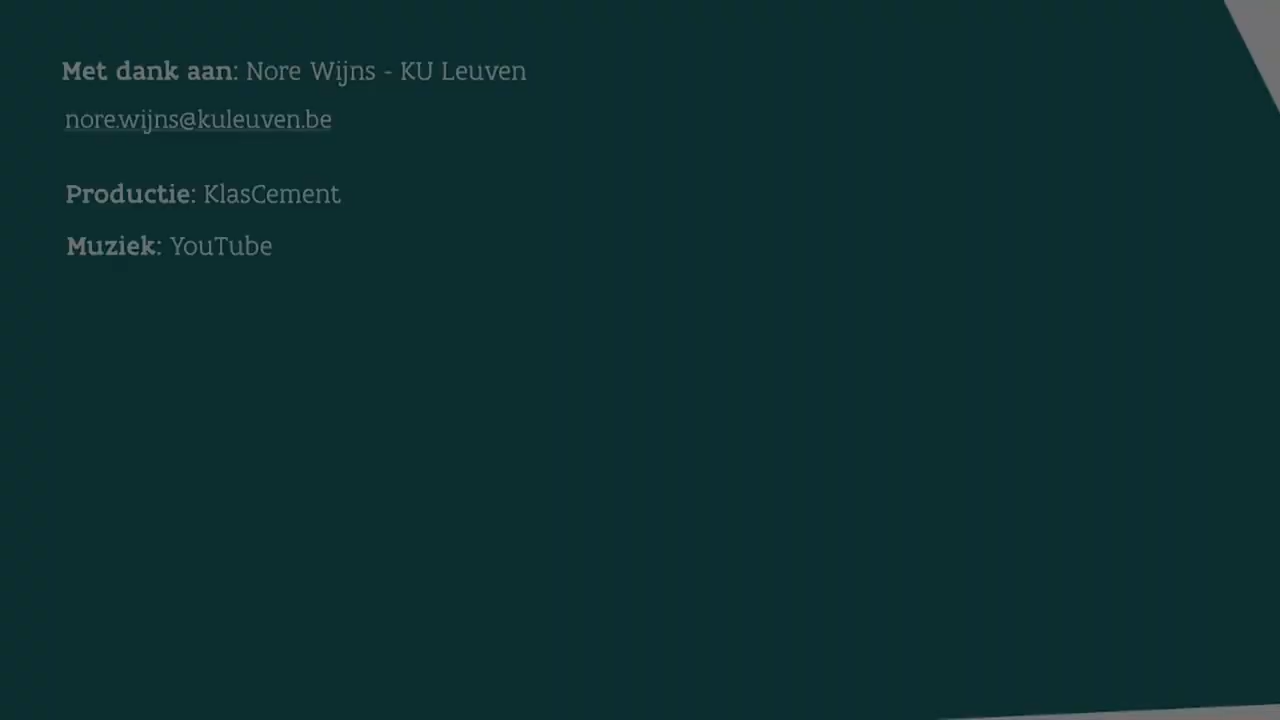 Met dank aan: Nore Wijns - KU Leuven
nore.wijns@kuleuven.be
Productie: KlasCement
Muziek: YouTube